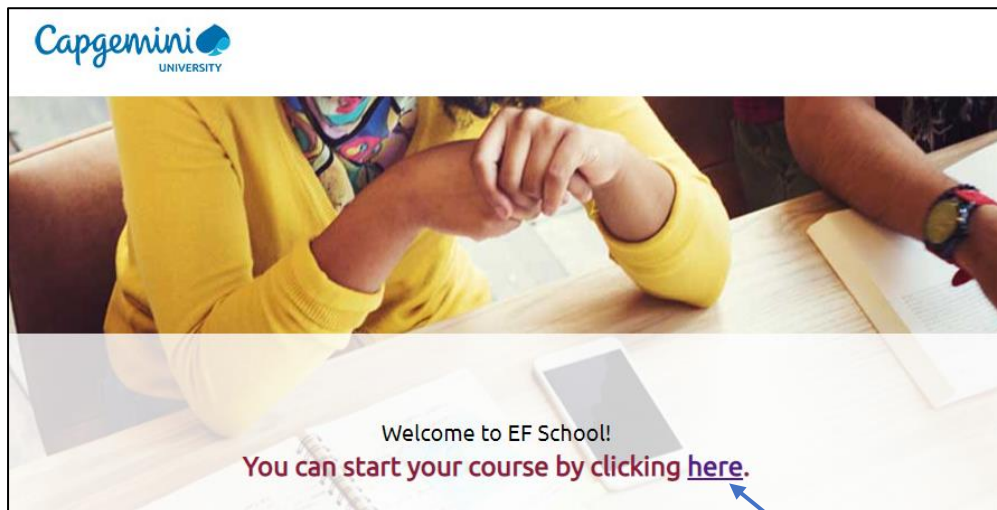 Capgemini
UNIVERSITY
Welcome to EF School!
You can start your course by clicking here.